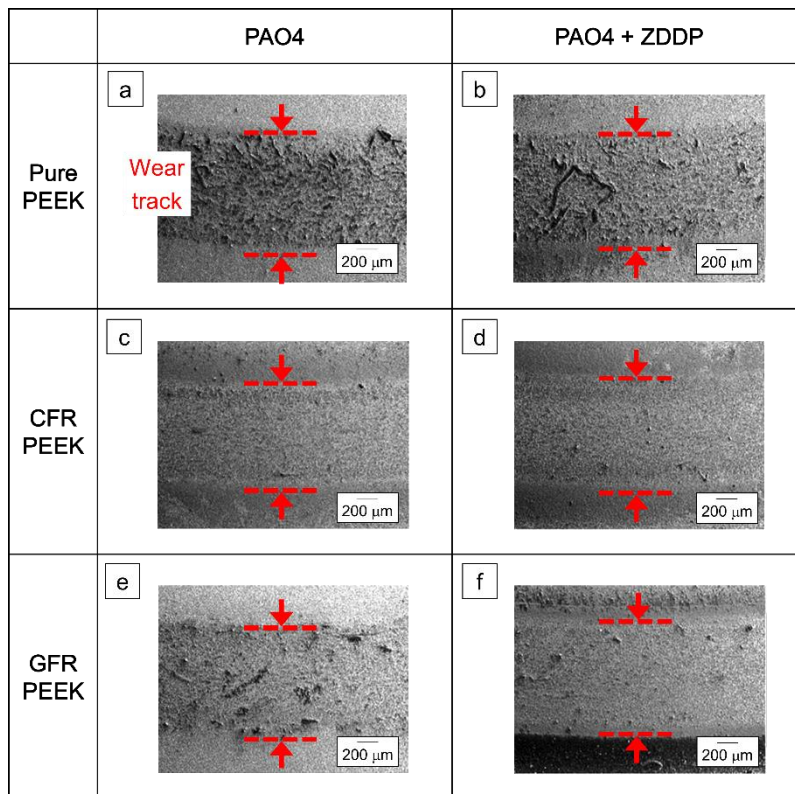 PAO4
PAO4 + ZDDP
Pure
PEEK
a
Wear
track
200 μm
b
200 μm
CFR
PEEK
c
200 μm
d
200 μm
GFR
PEEK
e
200 μm
f
200 μm